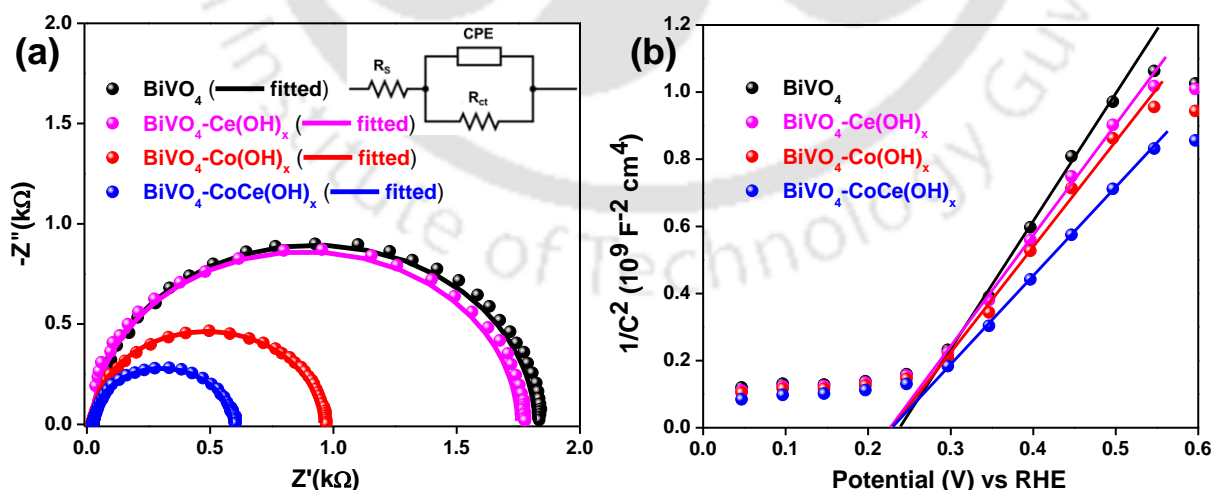 (a)
2.0
1.5
1.0
0.5
0.0
-Z"(kΩ)
BiVO4 (— fitted)
BiVO4-Ce(OH)x (— fitted)
BiVO4-Co(OH)x (— fitted)
BiVO4-CoCe(OH)x (— fitted)
CPE
RS
Rct
0.0 0.5 1.0 1.5 2.0
Z'(kΩ)
(b)
1.2
1.0
0.8
0.6
0.4
0.2
0.0
1/C2 (109 F-2 cm4)
BiVO4
BiVO4-Ce(OH)x
BiVO4-Co(OH)x
BiVO4-CoCe(OH)x
0.0 0.1 0.2 0.3 0.4 0.5 0.6
Potential (V) vs RHE
Institute of Technology Guw